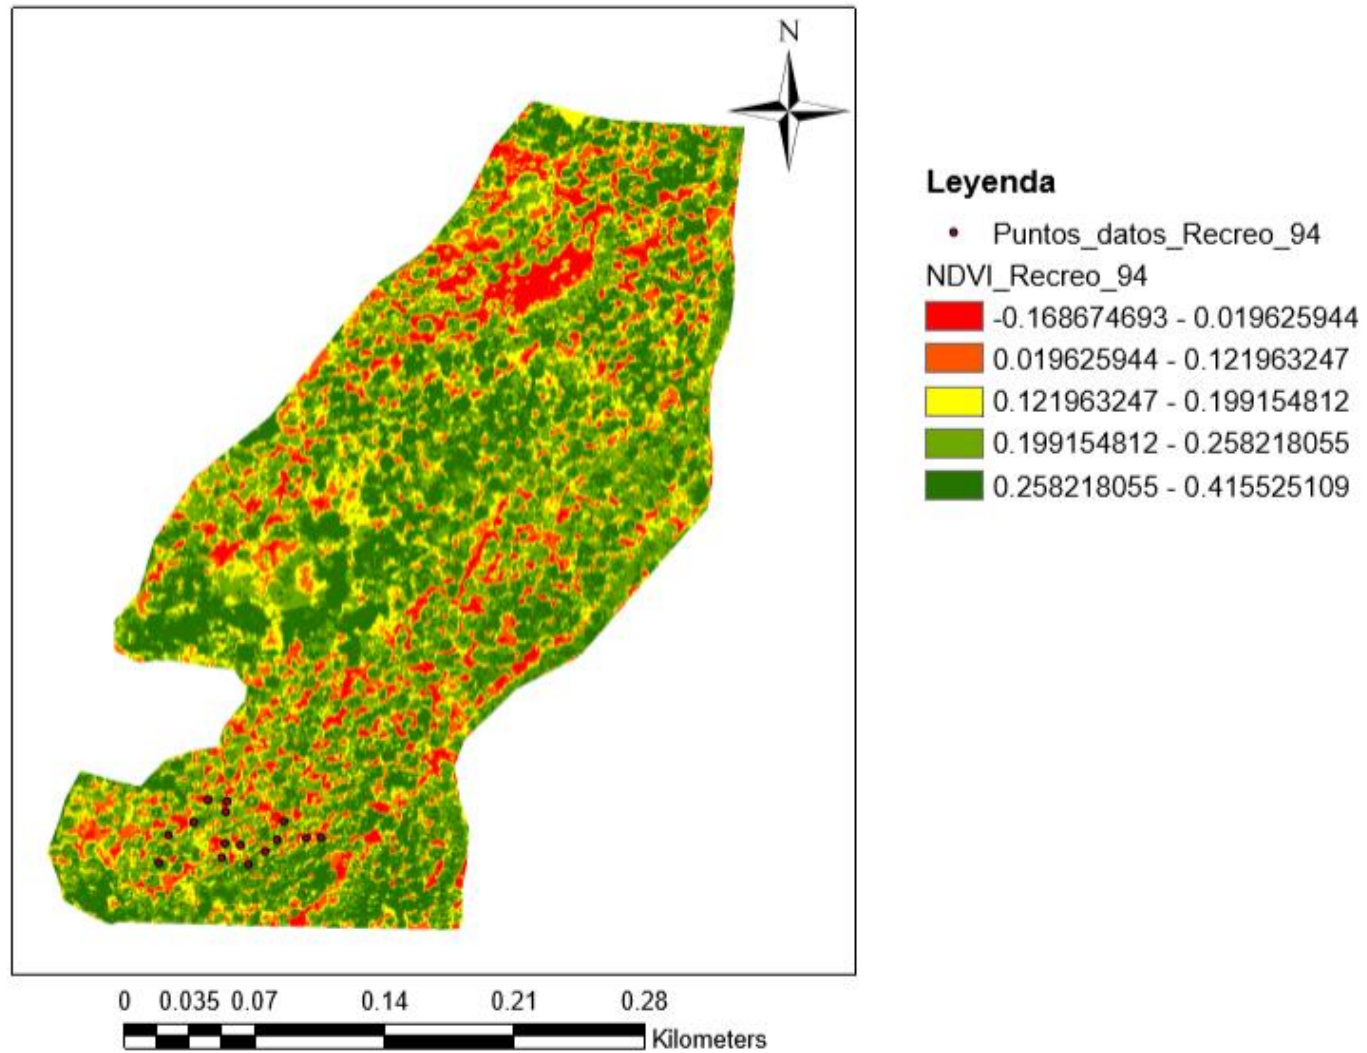 N
Leyenda
Puntos_datos_Recreo_94
NDVI_Recreo_94
-0.168674693 - 0.019625944
0.019625944 - 0.121963247
0.121963247 - 0.199154812
0.199154812 - 0.258218055
0.258218055 - 0.415525109
0 0.035 0.07 0.14 0.21 0.28
Kilometers